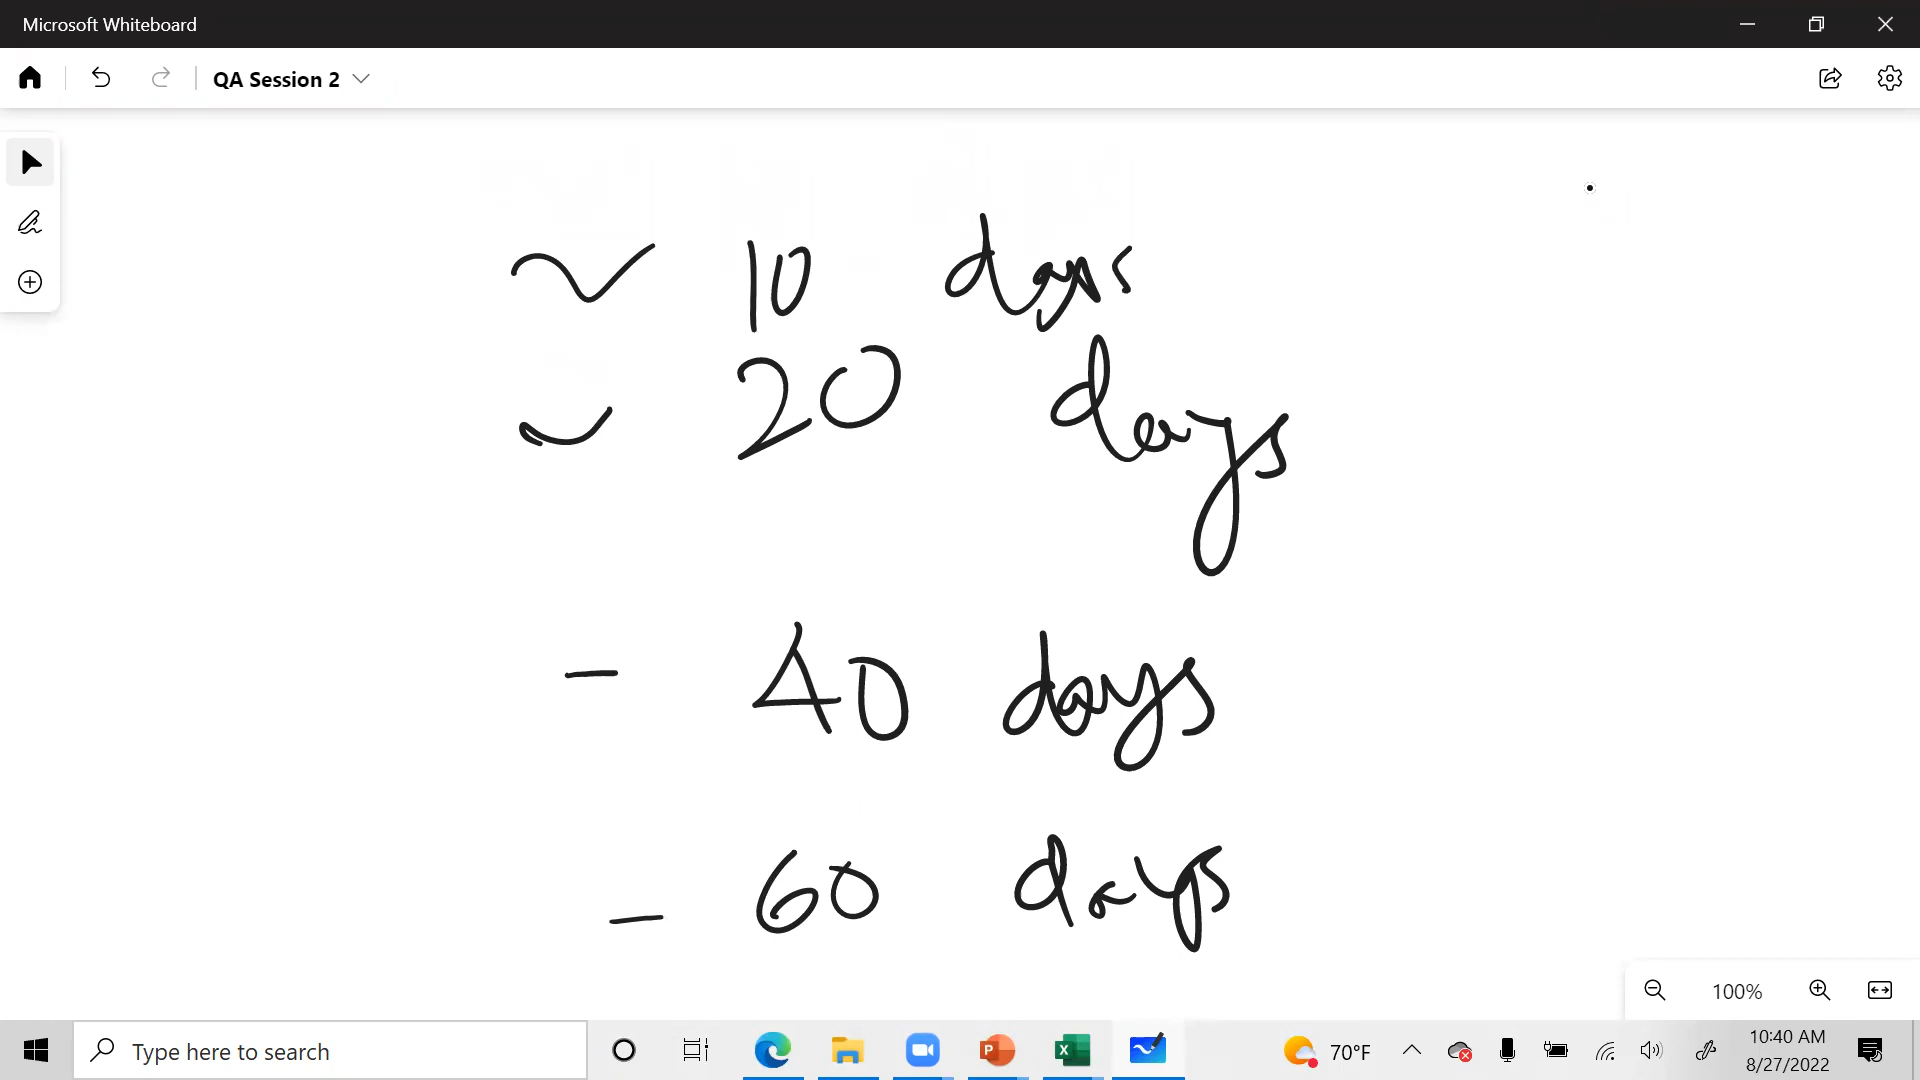 Microsoft Whiteboard
QA Session 2
~ 10 days
~ 20 days
- 40 days
- 60 days
100%
Type here to search
70°F
10:40 AM
8/27/2022